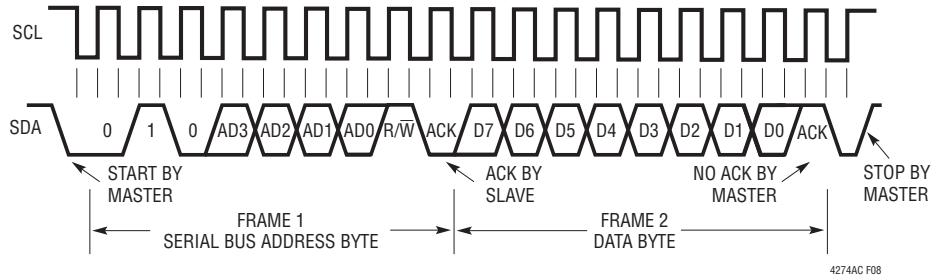 SCL
SDA 0 1 0 AD3 AD2 AD1 AD0 R/W̅ ACK D7 D6 D5 D4 D3 D2 D1 D0 ACK
START BY
MASTER
ACK BY
SLAVE
NO ACK BY
MASTER
STOP BY
MASTER
FRAME 1
SERIAL BUS ADDRESS BYTE
FRAME 2
DATA BYTE
4274AC F08